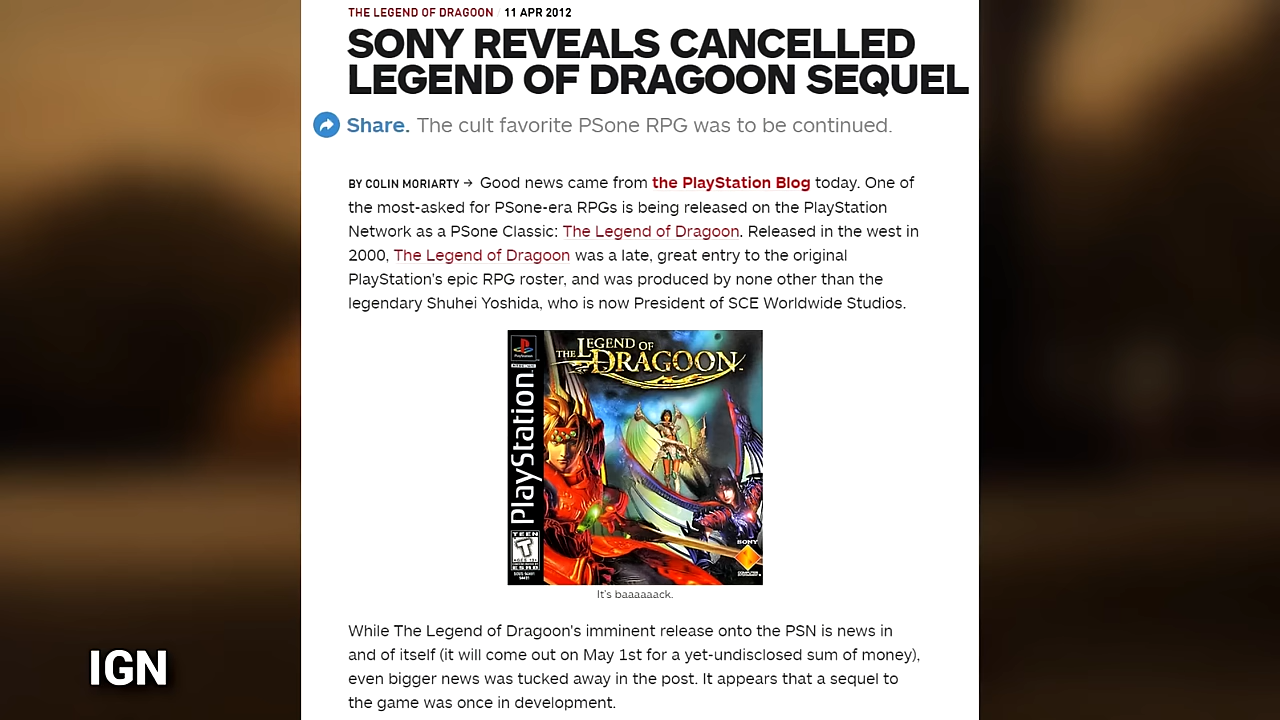 THE LEGEND OF DRAGOON / 11 APR 2012
SONY REVEALS CANCELLED
LEGEND OF DRAGOON SEQUEL
Share. The cult favorite PSone RPG was to be continued.
BY COLIN MORIARTY → Good news came from the PlayStation Blog today. One of
the most-asked for PSone-era RPGs is being released on the PlayStation
Network as a PSone Classic: The Legend of Dragoon. Released in the west in
2000, The Legend of Dragoon was a late, great entry to the original
PlayStation's epic RPG roster, and was produced by none other than the
legendary Shuhei Yoshida, who is now President of SCE Worldwide Studios.
PlayStation
THE LEGEND OF
DRAGOON
TEEN
T
ESRB
SONY
It's baaaaaack.
While The Legend of Dragoon's imminent release onto the PSN is news in
and of itself (it will come out on May 1st for a yet-undisclosed sum of money),
even bigger news was tucked away in the post. It appears that a sequel to
the game was once in development.
IGN